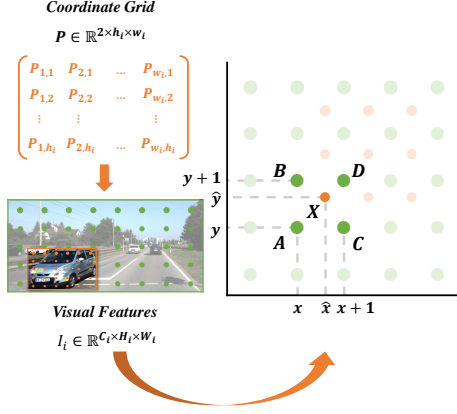 Coordinate Grid
P ∈ ℝ^{2×h_i×w_i}
P_{1,1} P_{2,1} ... P_{w_i,1}
P_{1,2} P_{2,2} ... P_{w_i,2}
⋮ ⋮ ⋮
P_{1,h_i} P_{2,h_i} ... P_{w_i,h_i}
Visual Features
I_i ∈ ℝ^{C_i×H_i×W_i}
y + 1
ŷ
y
B
D
X
A
C
x
x̂
x + 1